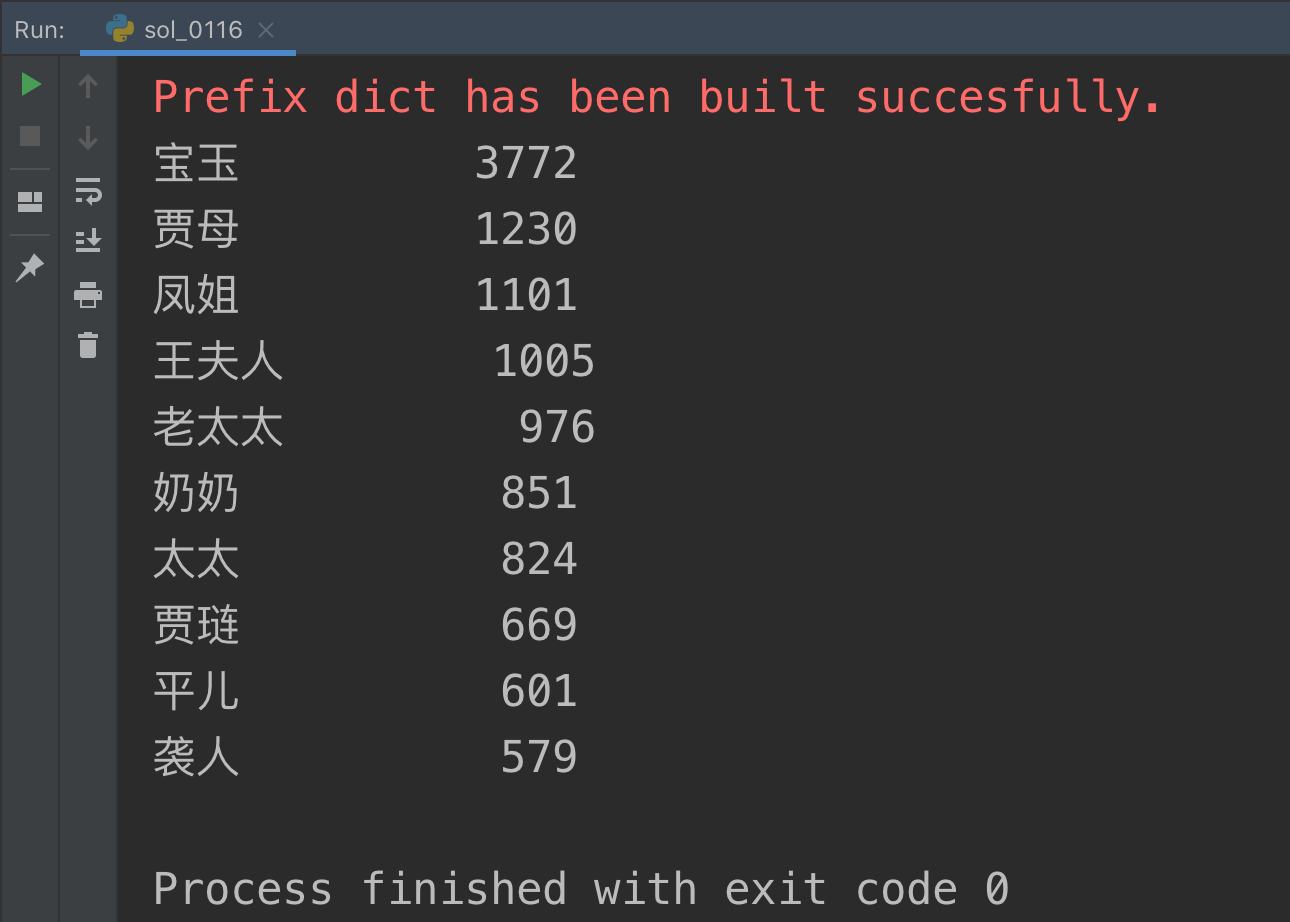 Run: sol_0116
Prefix dict has been built succesfully.
宝玉 3772
贾母 1230
凤姐 1101
王夫人 1005
老太太 976
奶奶 851
太太 824
贾琏 669
平儿 601
袭人 579
Process finished with exit code 0